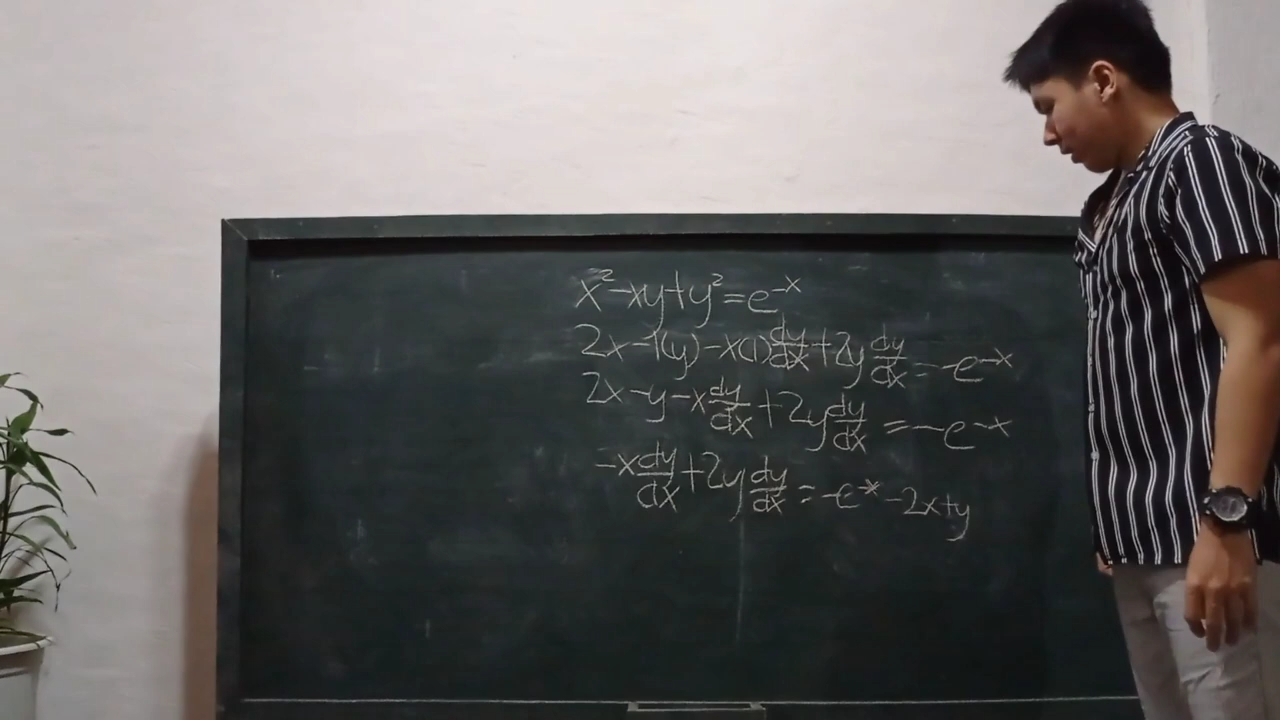 x²-xy+y²=e^-x
2x-1(y)-x(1)dy/dx+2y dy/dx=-e^-x
2x-y-x dy/dx+2y dy/dx=-e^-x
-x dy/dx+2y dy/dx=-e^-x-2x+y